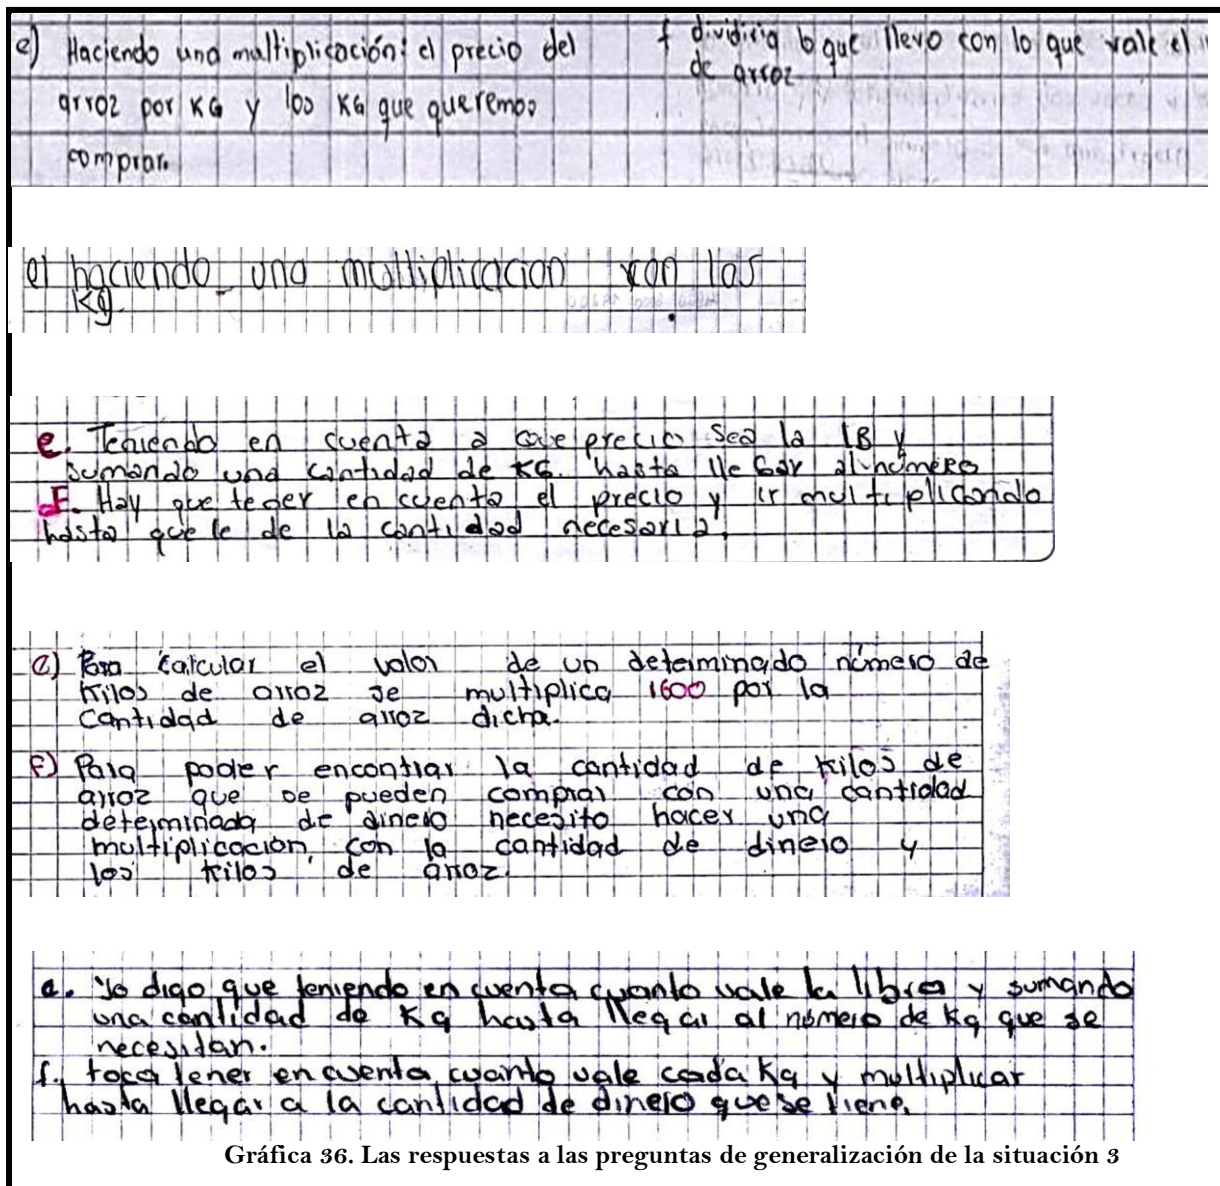 e) Haciendo una multiplicación: el precio del
arroz por KG y los KG que queremos
comprar.
f dividiria lo que llevo con lo que vale el
de arroz.
e) haciendo una multiplicacion con los
Kg.
e. Teniendo en cuenta a que precio sea la lB y
sumando una cantidad de KG. hasta lleGar al número
F. Hay que tener en cuenta el precio y ir multiplicando
hasta que le de la cantidad necesaria.
e) Para calcular el valor de un determinado número de
kilos de arroz se multiplica 1600 por la
cantidad de arroz dicha.
F) Para poder encontrar la cantidad de kilos de
arroz que se pueden comprar con una cantidad
determinada de dinero necesito hacer una
multiplicacion, con la cantidad de dinero y
los kilos de arroz.
e. Yo digo que teniendo en cuenta cuanto vale la libra y sumando
una cantidad de Kg hasta llegar al número de kg que se
necesitan.
f. toca tener en cuenta cuanto vale cada Kg y multiplicar
hasta llegar a la cantidad de dinero que se tiene.
Gráfica 36. Las respuestas a las preguntas de generalización de la situación 3